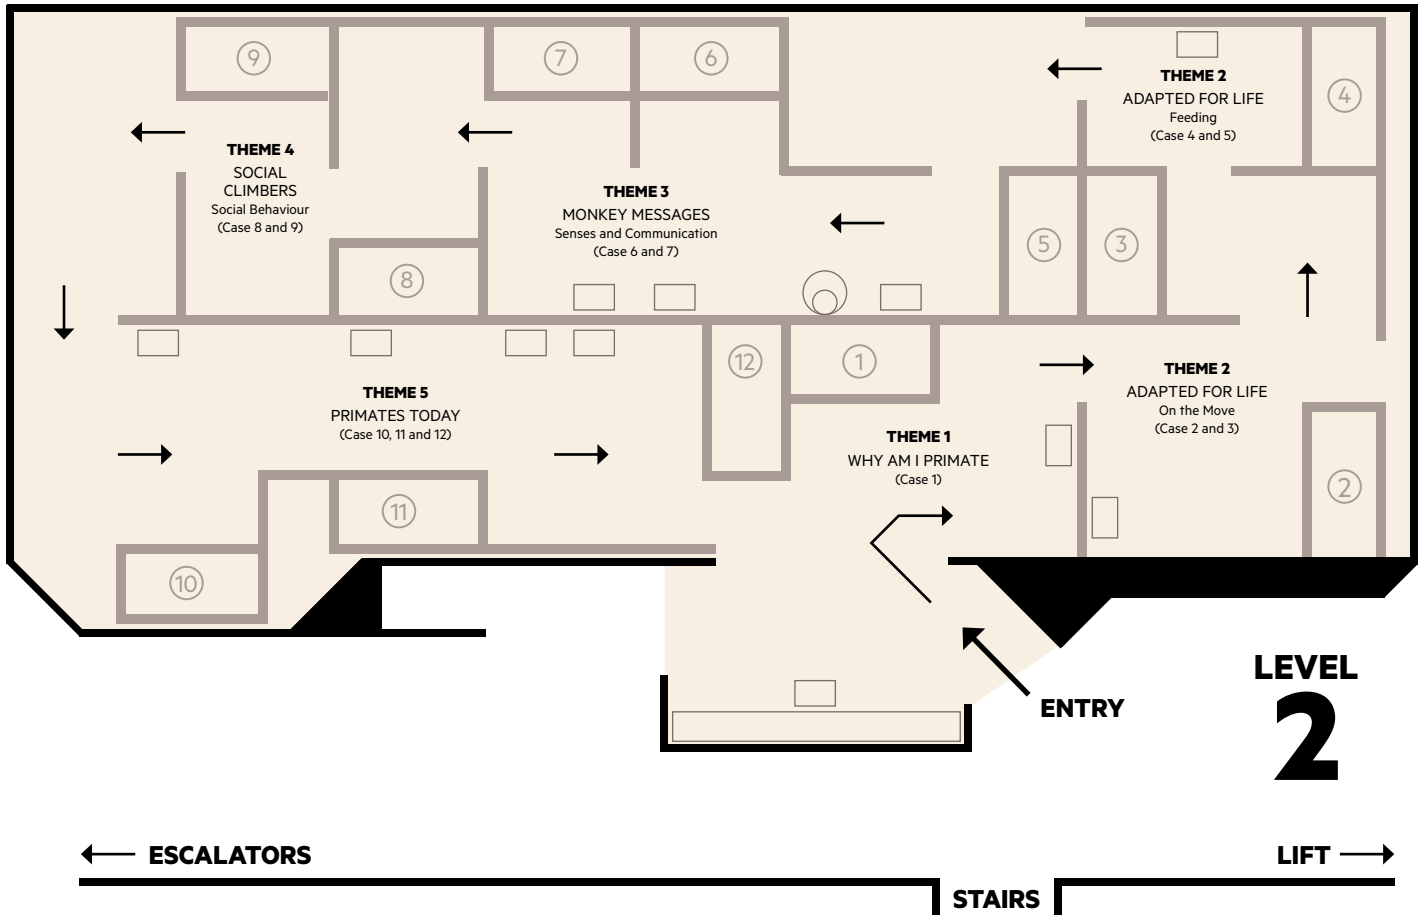 9
7
6
4
THEME 2
ADAPTED FOR LIFE
Feeding
(Case 4 and 5)
THEME 4
SOCIAL
CLIMBERS
Social Behaviour
(Case 8 and 9)
THEME 3
MONKEY MESSAGES
Senses and Communication
(Case 6 and 7)
5
3
8
12
1
THEME 2
ADAPTED FOR LIFE
On the Move
(Case 2 and 3)
THEME 5
PRIMATES TODAY
(Case 10, 11 and 12)
THEME 1
WHY AM I PRIMATE
(Case 1)
2
11
10
ENTRY
LEVEL
2
ESCALATORS
LIFT
STAIRS